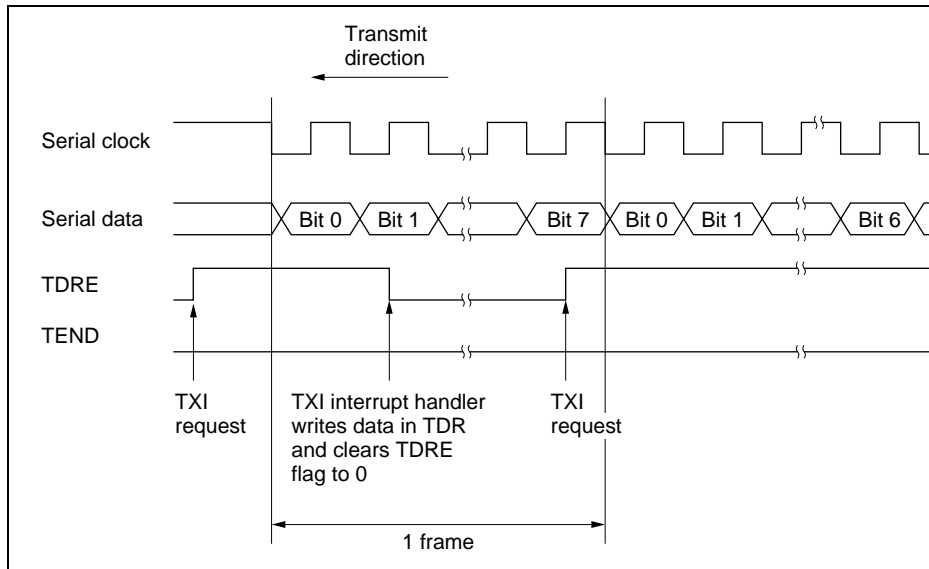 Transmit
direction
Serial clock
Serial data
Bit 0
Bit 1
Bit 7
Bit 0
Bit 1
Bit 6
TDRE
TEND
TXI
request
TXI interrupt handler
writes data in TDR
and clears TDRE
flag to 0
TXI
request
1 frame